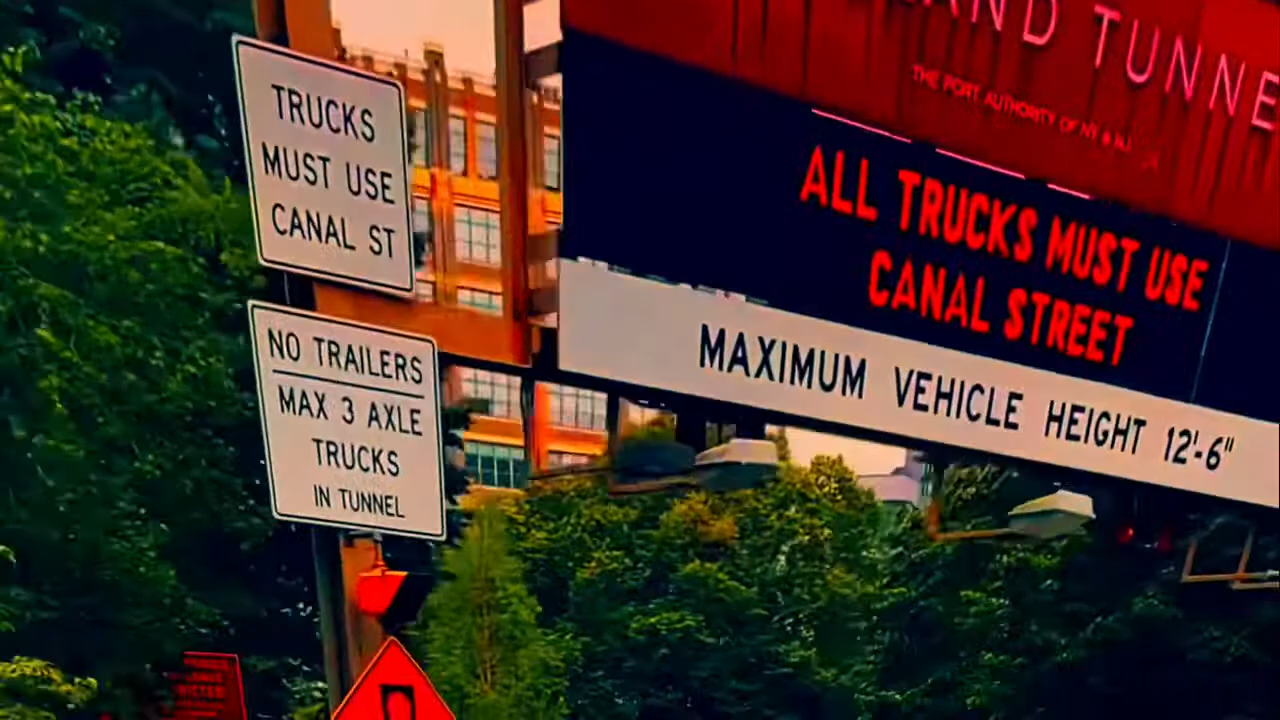 TRUCKS
MUST USE
CANAL ST
NO TRAILERS
MAX 3 AXLE
TRUCKS
IN TUNNEL
AND TUNNE
THE PORT AUTHORITY OF NY & NJ
ALL TRUCKS MUST USE
CANAL STREET
MAXIMUM VEHICLE HEIGHT 12'-6"